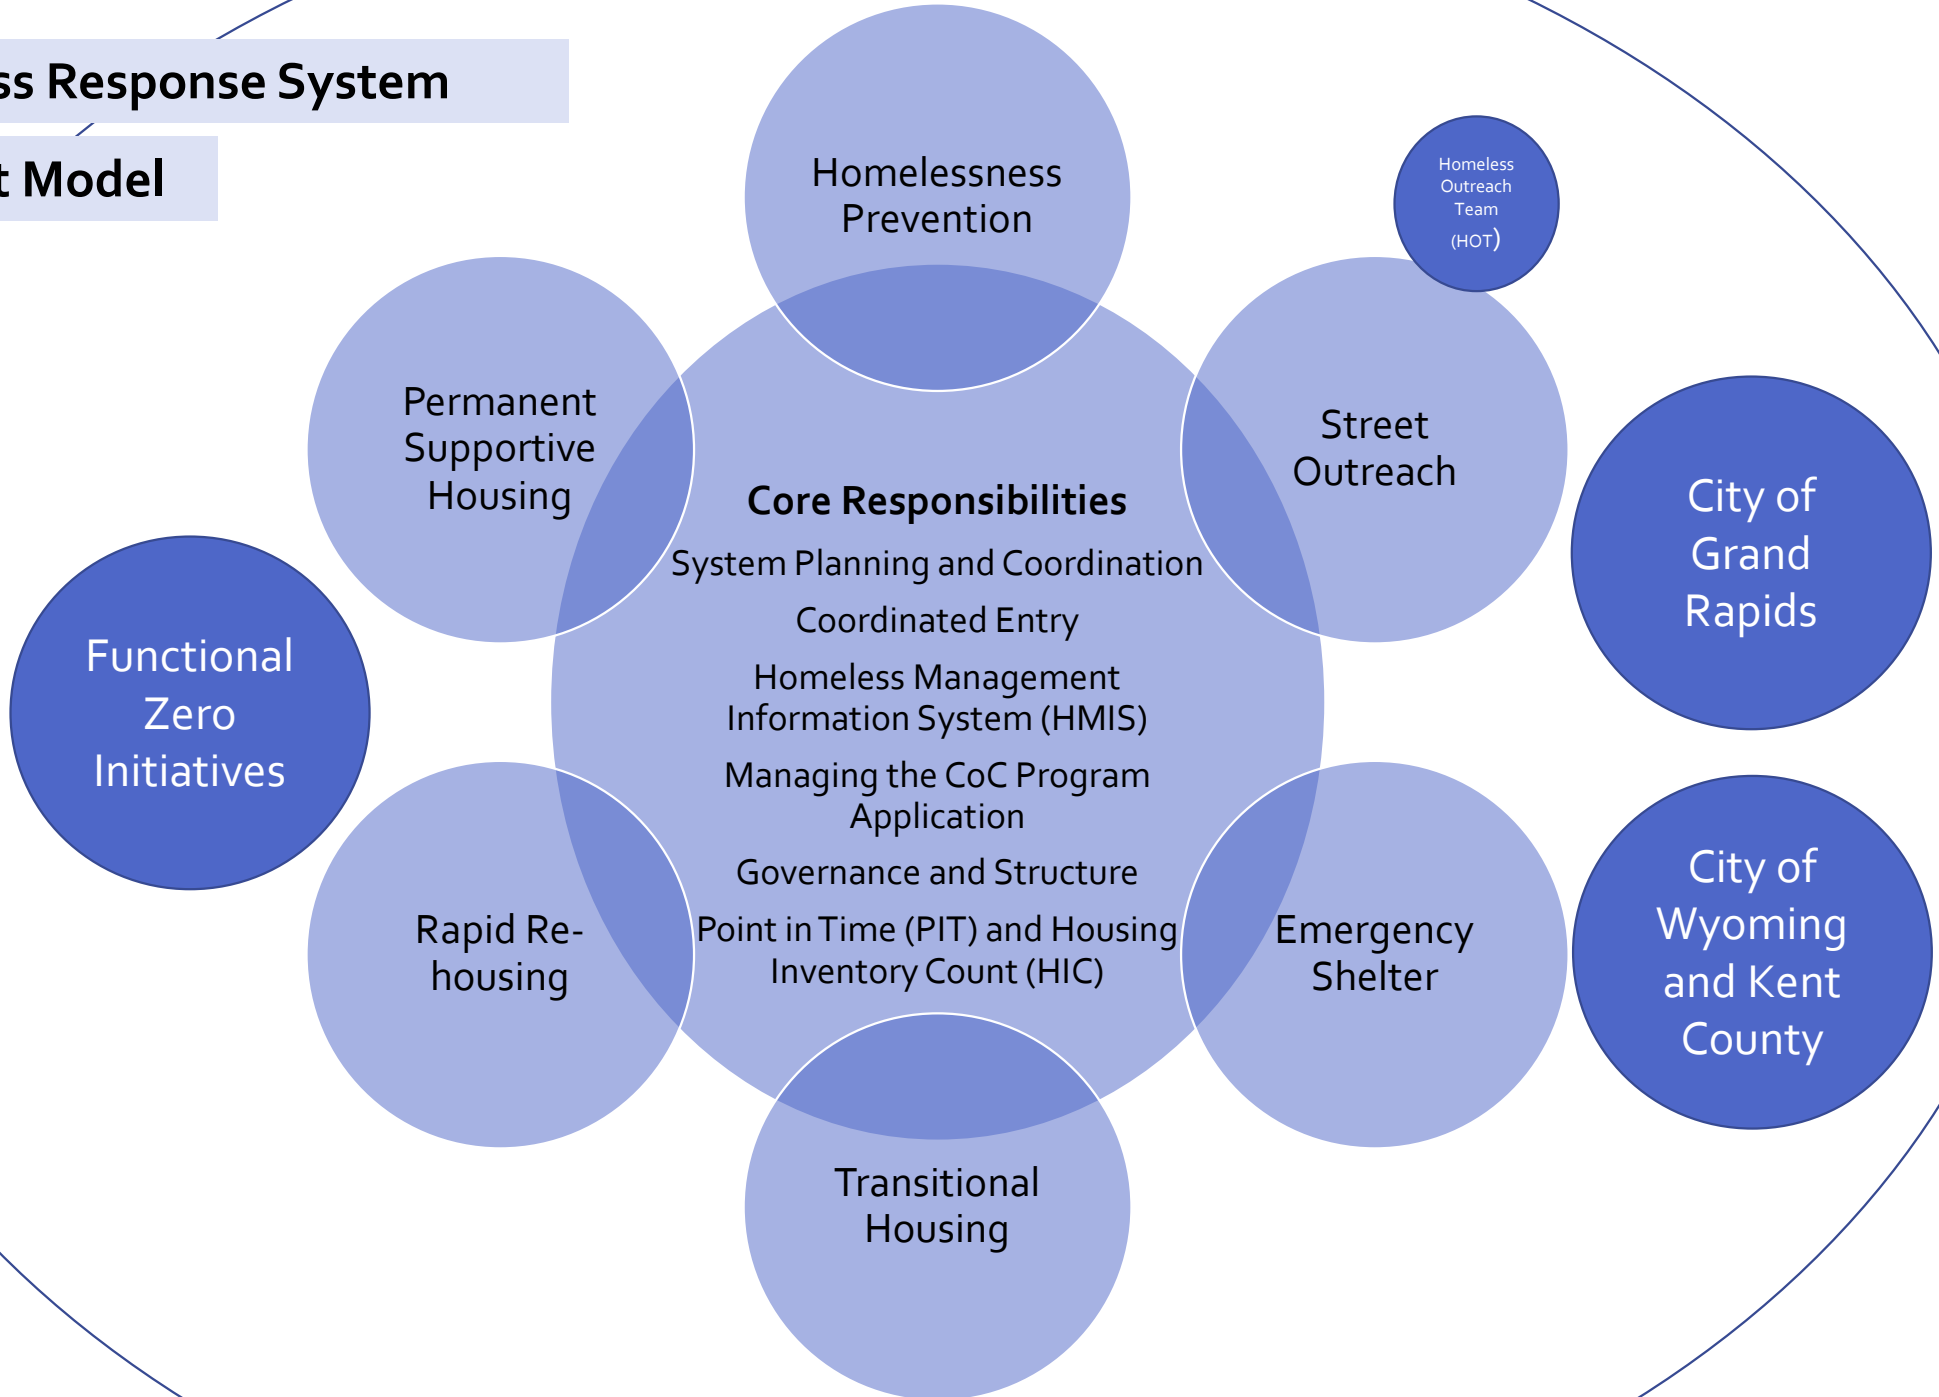 ss Response System
t Model
Homelessness
Prevention
Homeless
Outreach
Team
(HOT)
Permanent
Supportive
Housing
Street
Outreach
City of
Grand
Rapids
Core Responsibilities
System Planning and Coordination
Coordinated Entry
Homeless Management
Information System (HMIS)
Managing the CoC Program
Application
Governance and Structure
Point in Time (PIT) and Housing
Inventory Count (HIC)
Functional
Zero
Initiatives
Rapid Re-
housing
Emergency
Shelter
City of
Wyoming
and Kent
County
Transitional
Housing